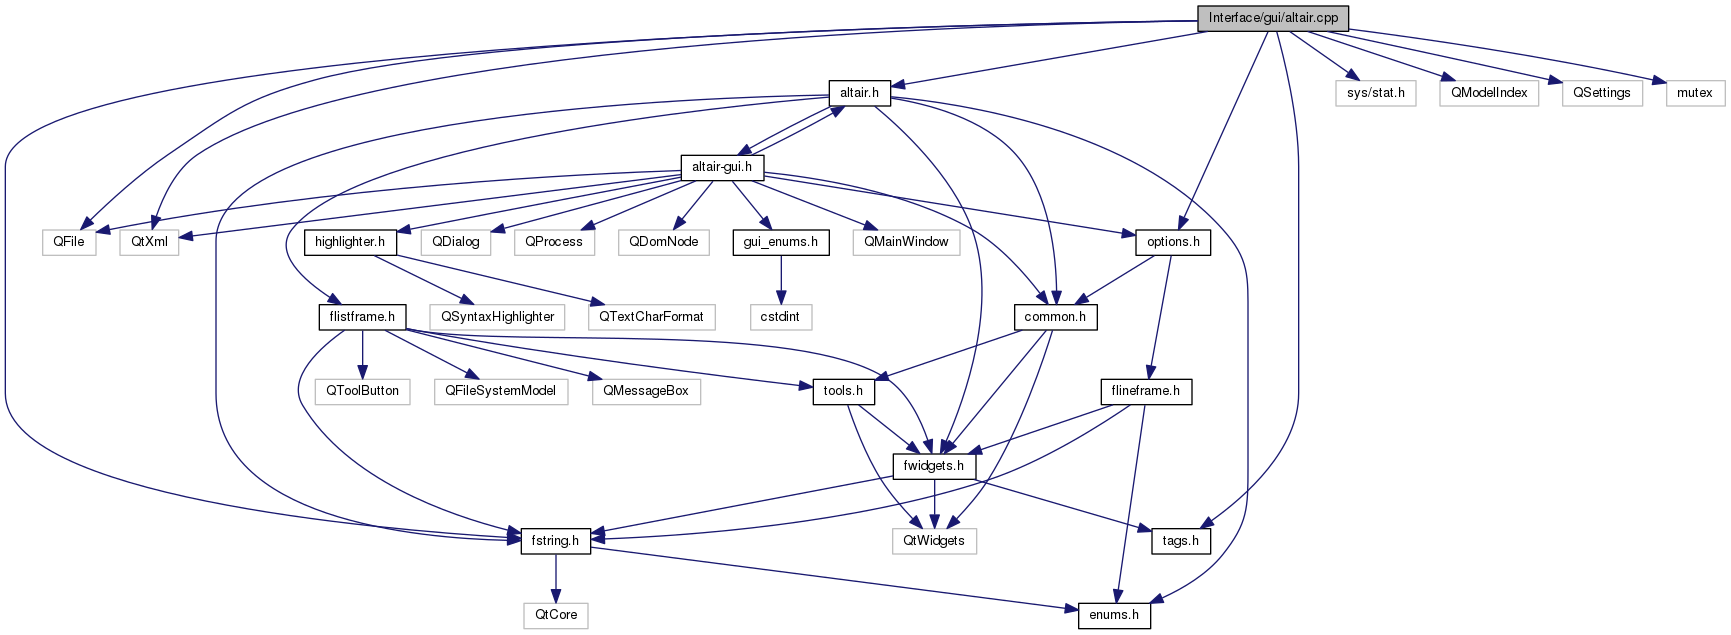 Interface/gui/altair.cpp
altair.h
sys/stat.h
QModelIndex
QSettings
mutex
altair-gui.h
QFile
QtXml
highlighter.h
QDialog
QProcess
QDomNode
gui_enums.h
QMainWindow
options.h
flistframe.h
QSyntaxHighlighter
QTextCharFormat
cstdint
common.h
QToolButton
QFileSystemModel
QMessageBox
tools.h
flineframe.h
fwidgets.h
fstring.h
QtWidgets
tags.h
QtCore
enums.h